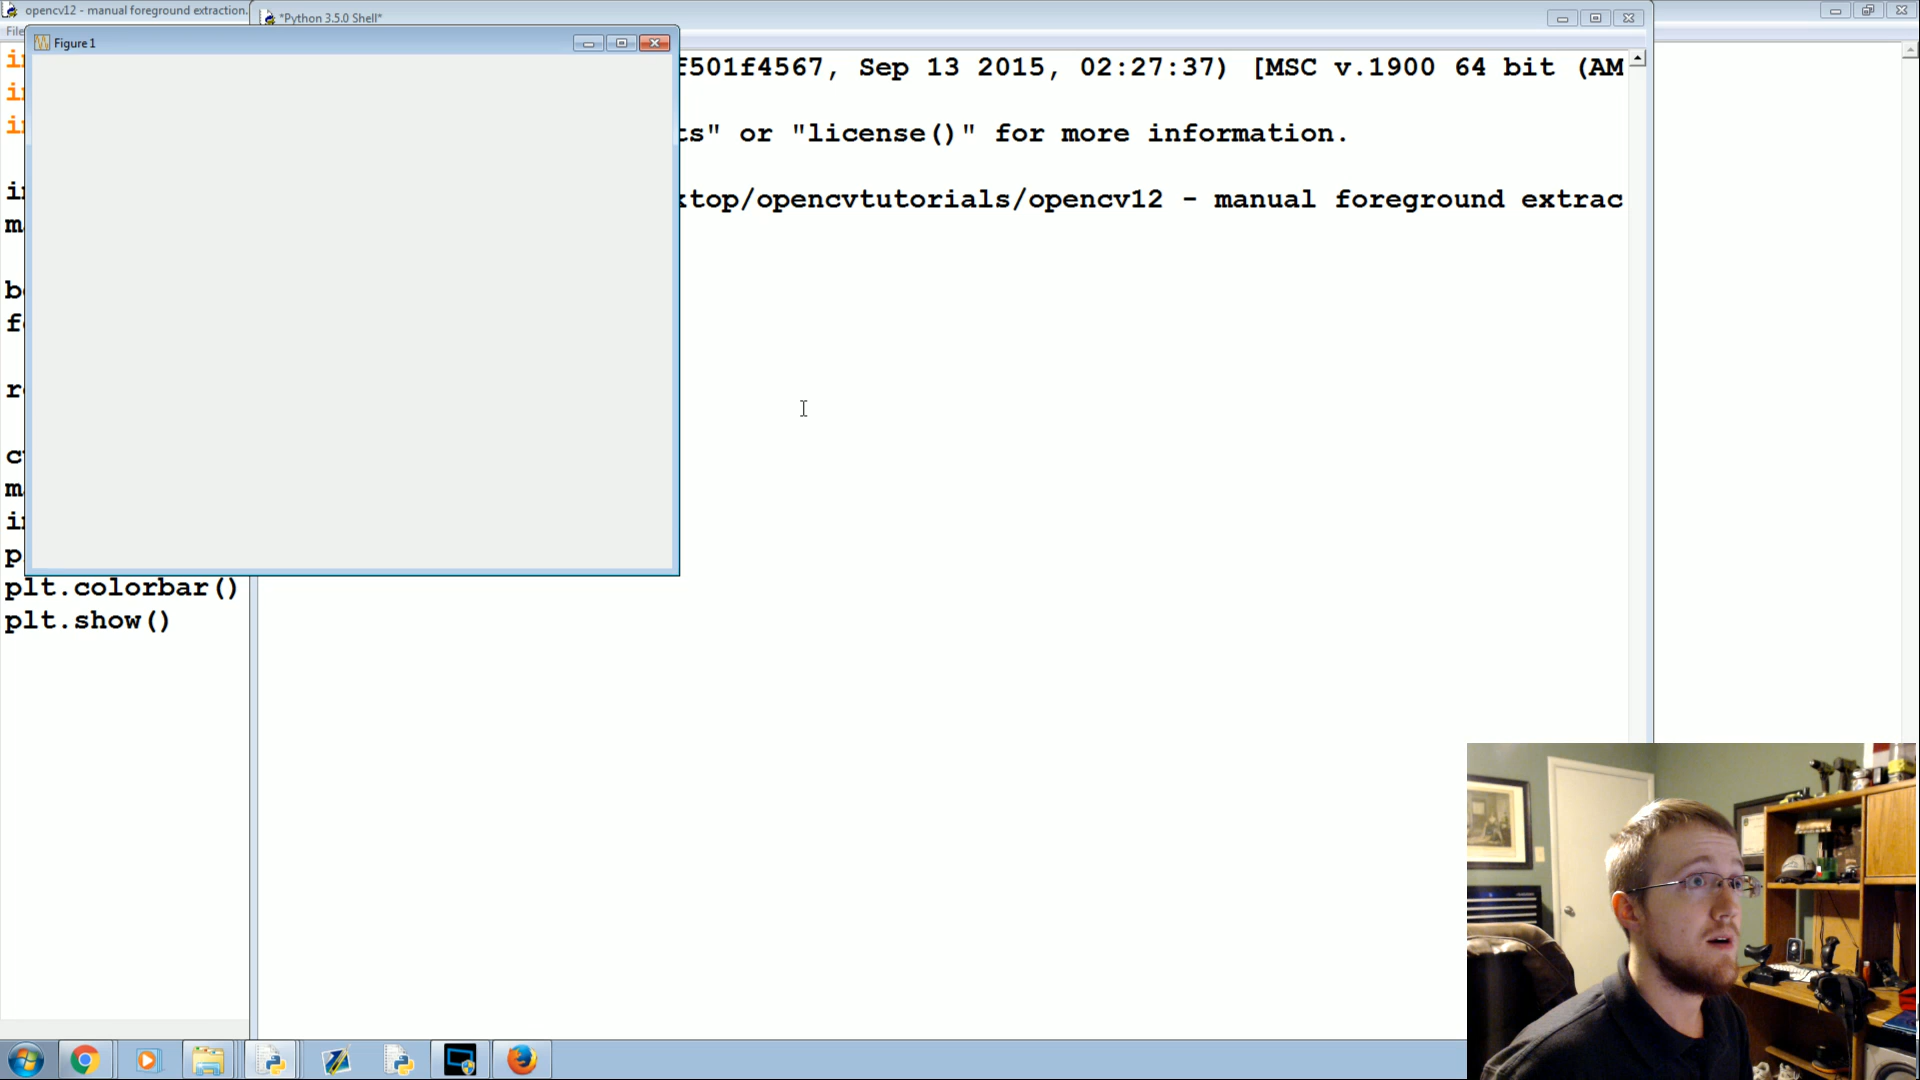 opencv12 - manual foreground extraction.
*Python 3.5.0 Shell*
File
Figure 1
f501f4567, Sep 13 2015, 02:27:37) [MSC v.1900 64 bit (AM
ts" or "license()" for more information.
ktop/opencvtutorials/opencv12 - manual foreground extrac
plt.colorbar()
plt.show()